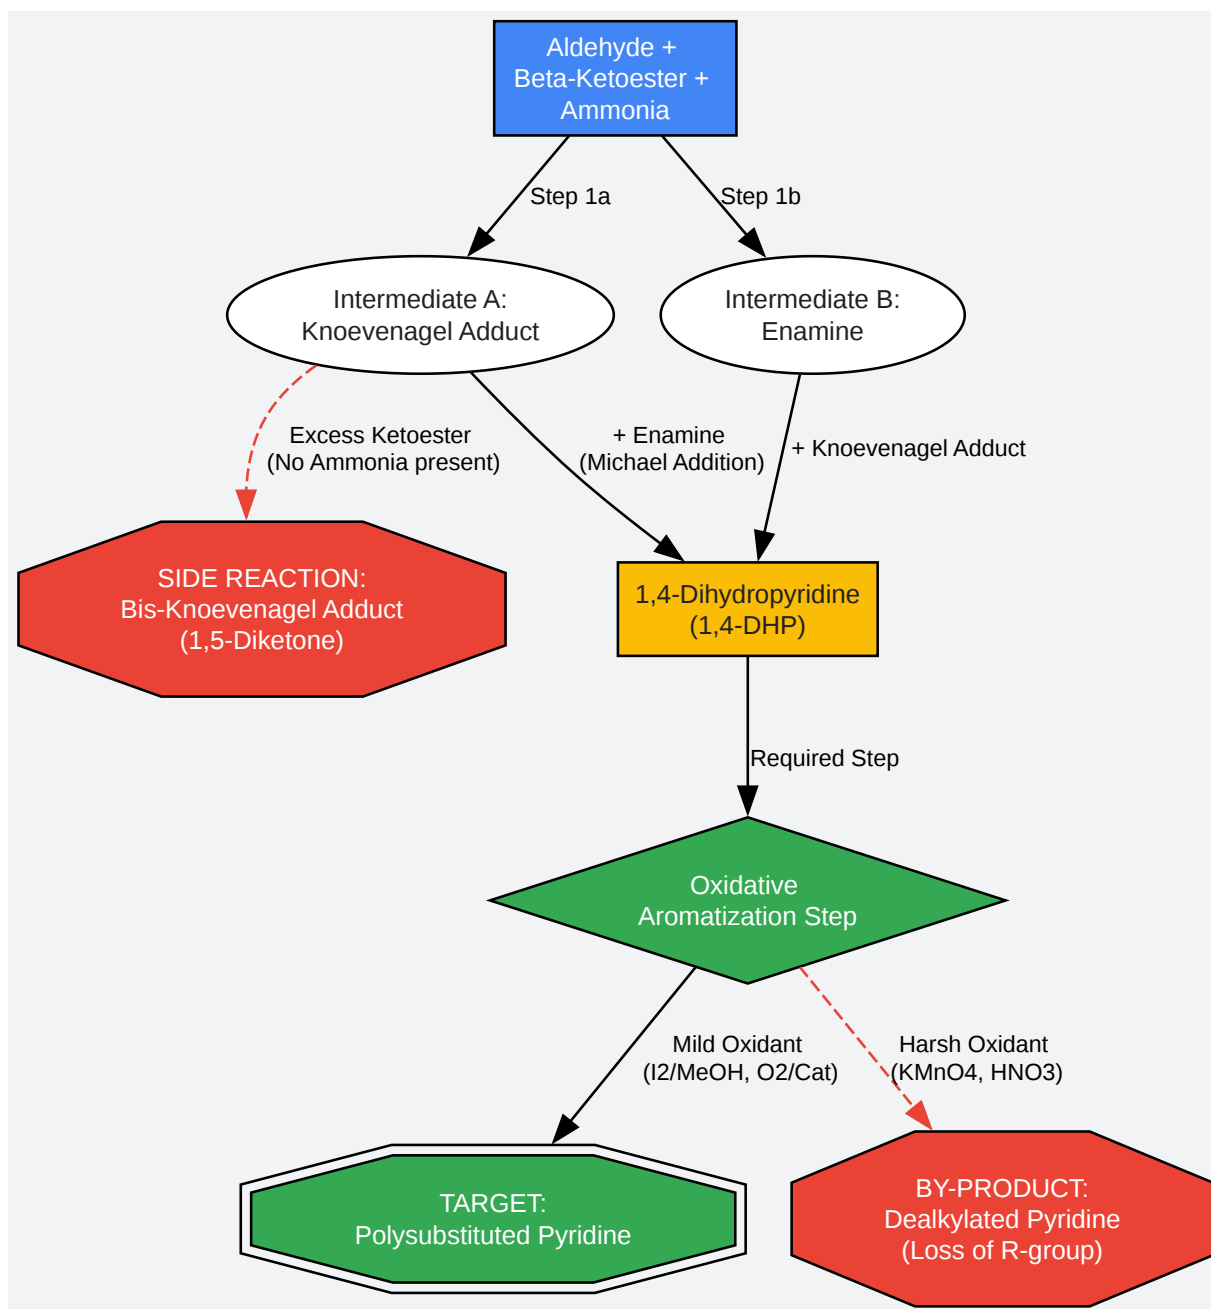 Aldehyde +
Beta-Ketoester +
Ammonia
Step 1a
Step 1b
Intermediate A:
Knoevenagel Adduct
Intermediate B:
Enamine
Excess Ketoester
(No Ammonia present)
+ Enamine
(Michael Addition)
+ Knoevenagel Adduct
SIDE REACTION:
Bis-Knoevenagel Adduct
(1,5-Diketone)
1,4-Dihydropyridine
(1,4-DHP)
Required Step
Oxidative
Aromatization Step
Mild Oxidant
(I2/MeOH, O2/Cat)
Harsh Oxidant
(KMnO4, HNO3)
TARGET:
Polysubstituted Pyridine
BY-PRODUCT:
Dealkylated Pyridine
(Loss of R-group)